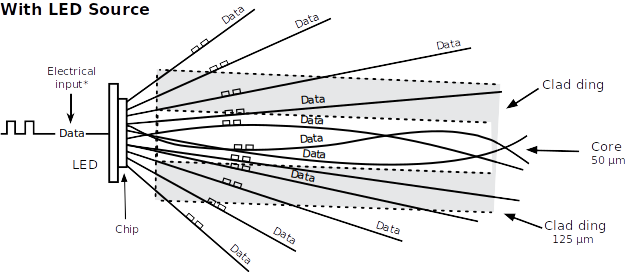 With LED Source
Data
Data
Data
Electrical
input*
Clad ding
Data
Data
Data
Data
Core
50 µm
Data
LED
Data
Chip
Clad ding
125 µm
Data
Data
Data